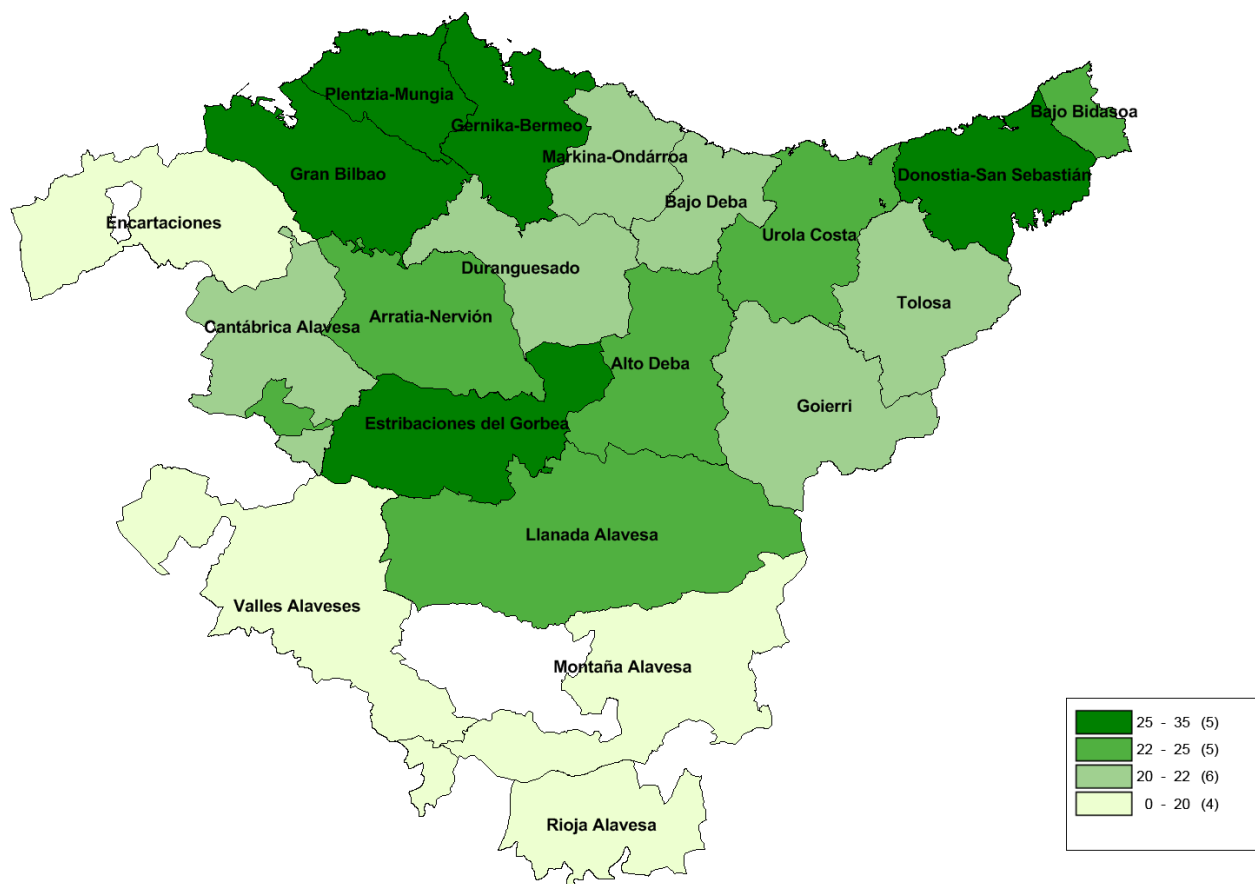 Plentzia-Mungia
Bajo Bidasoa
Gernika-Bermeo
Markina-Ondárroa
Gran Bilbao
Donostia-San Sebastián
Bajo Deba
Encartaciones
Urola Costa
Duranguesado
Tolosa
Arratia-Nervión
Cantábrica Alavesa
Alto Deba
Goierri
Estribaciones del Gorbea
Llanada Alavesa
Valles Alaveses
Montaña Alavesa
Rioja Alavesa
25 - 35 (5)
22 - 25 (5)
20 - 22 (6)
0 - 20 (4)